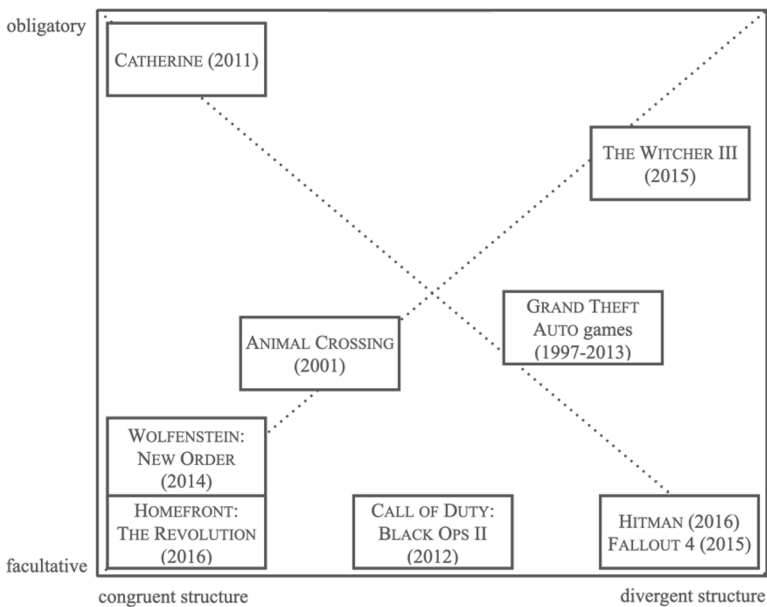 obligatory
CATHERINE (2011)
THE WITCHER III
(2015)
GRAND THEFT
AUTO games
(1997-2013)
ANIMAL CROSSING
(2001)
WOLFENSTEIN:
NEW ORDER
(2014)
HOMEFRONT:
THE REVOLUTION
(2016)
CALL OF DUTY:
BLACK OPS II
(2012)
HITMAN (2016)
FALLOUT 4 (2015)
facultative
congruent structure
divergent structure